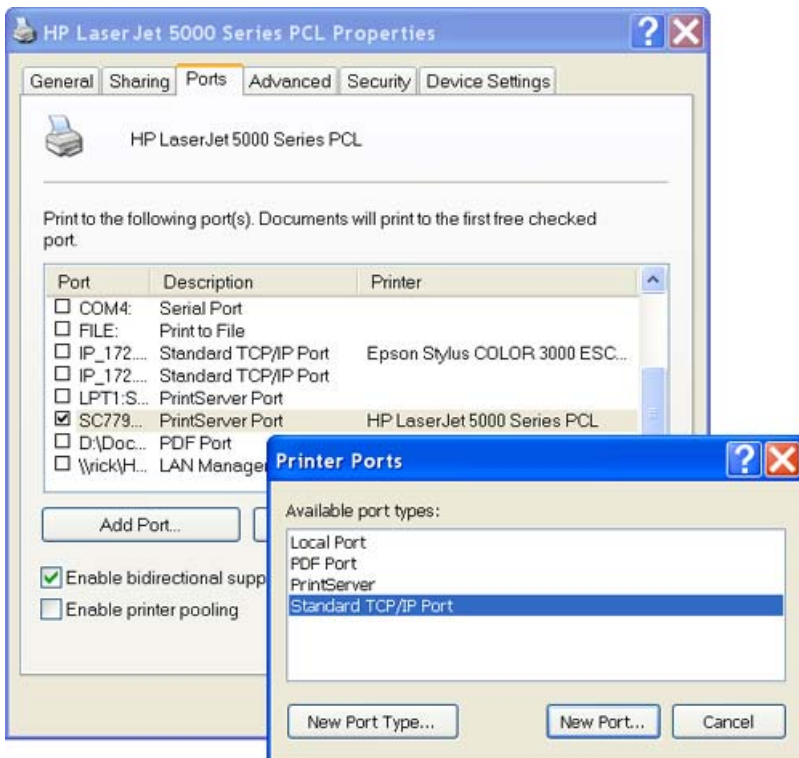 HP LaserJet 5000 Series PCL Properties
General Sharing Ports Advanced Security Device Settings
HP LaserJet 5000 Series PCL
Print to the following port(s). Documents will print to the first free checked
port.
Port Description Printer
COM4: Serial Port
FILE: Print to File
IP_172.... Standard TCP/IP Port Epson Stylus COLOR 3000 ESC...
IP_172.... Standard TCP/IP Port
LPT1:S... PrintServer Port
SC779... PrintServer Port HP LaserJet 5000 Series PCL
D:\Doc... PDF Port
\\rick\H... LAN Manager
Add Port...
Enable bidirectional supp
Enable printer pooling
Printer Ports
Available port types:
Local Port
PDF Port
PrintServer
Standard TCP/IP Port
New Port Type... New Port... Cancel